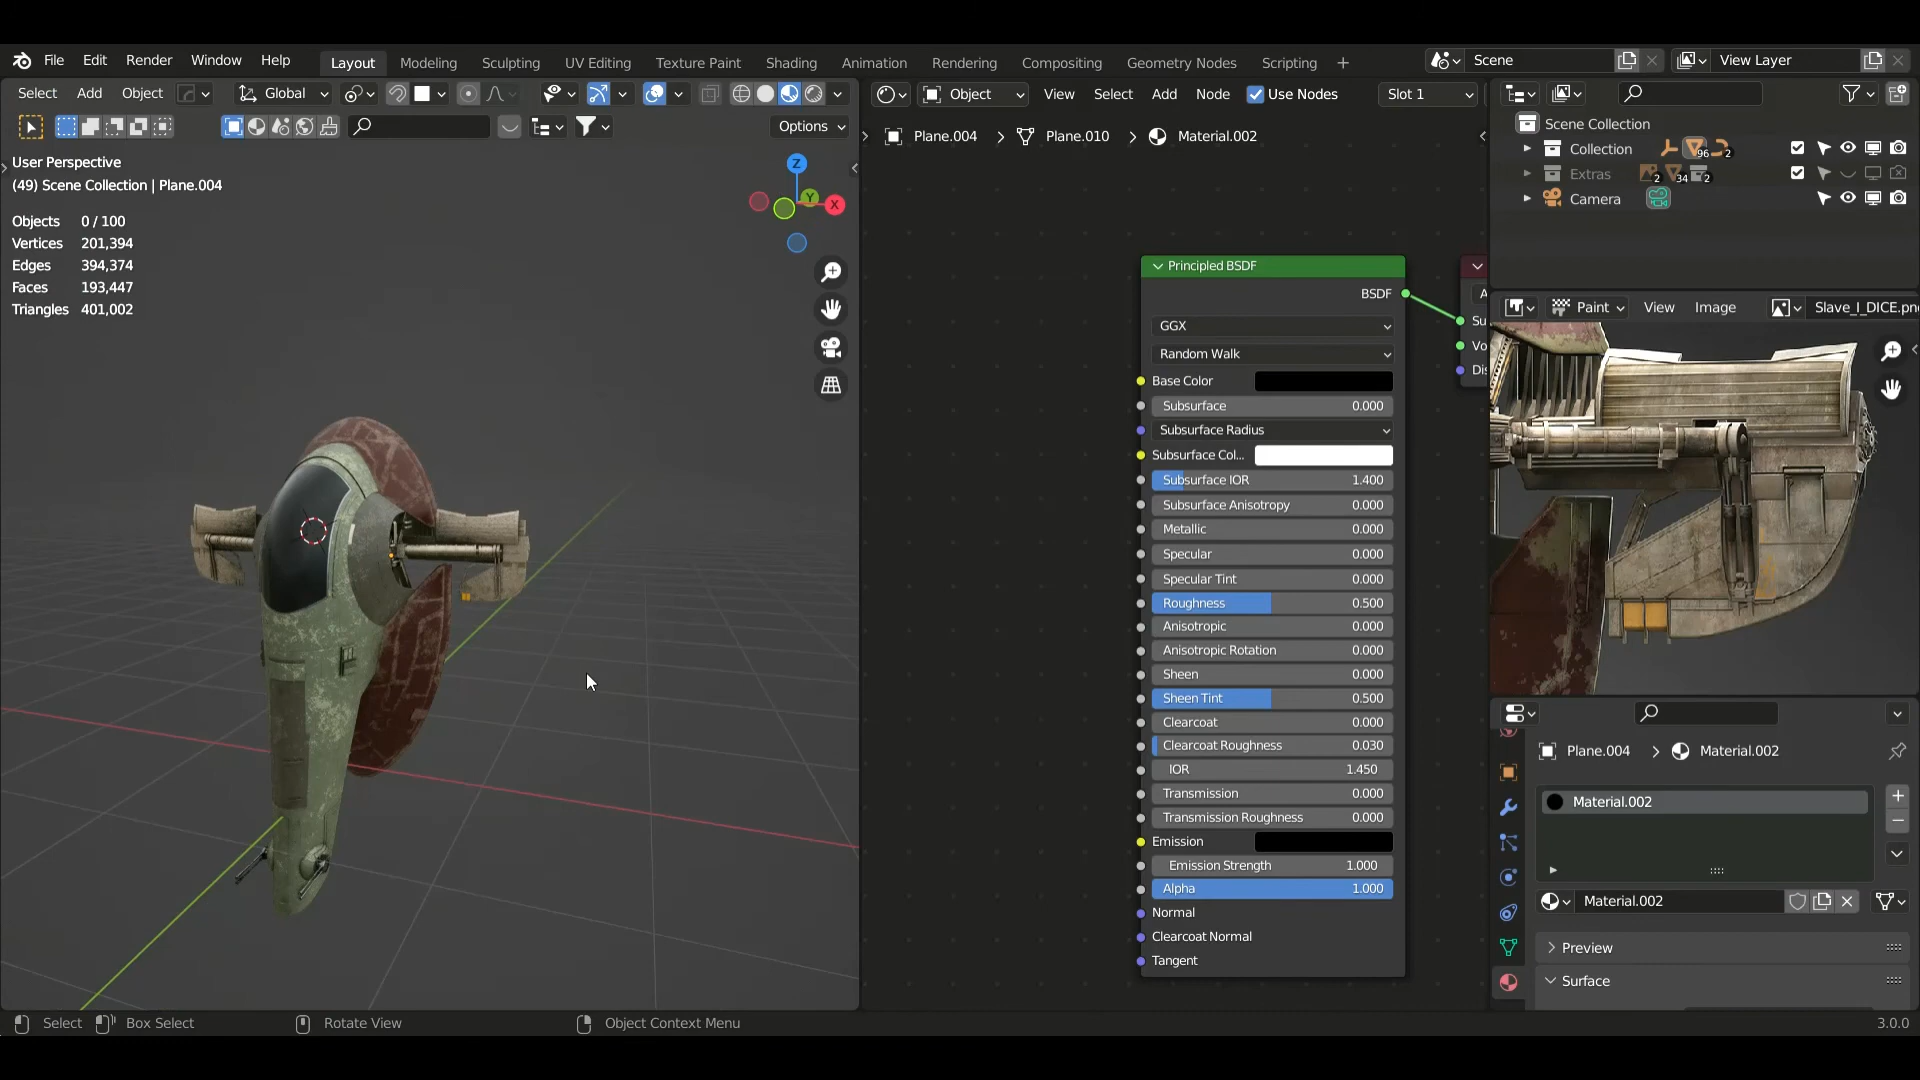 File Edit Render Window Help Layout Modeling Sculpting UV Editing Texture Paint Shading Animation Rendering Compositing Geometry Nodes Scripting + Scene View Layer
Select Add Object Global
Options
User Perspective
(49) Scene Collection | Plane.004
Objects 0 / 100
Vertices 201,394
Edges 394,374
Faces 193,447
Triangles 401,002
Z
Y
X
Object View Select Add Node Use Nodes Slot 1
Plane.004 > Plane.010 > Material.002
Principled BSDF
BSDF
GGX
Random Walk
Base Color
Subsurface 0.000
Subsurface Radius
Subsurface Col...
Subsurface IOR 1.400
Subsurface Anisotropy 0.000
Metallic 0.000
Specular 0.000
Specular Tint 0.000
Roughness 0.500
Anisotropic 0.000
Anisotropic Rotation 0.000
Sheen 0.000
Sheen Tint 0.500
Clearcoat 0.000
Clearcoat Roughness 0.030
IOR 1.450
Transmission 0.000
Transmission Roughness 0.000
Emission
Emission Strength 1.000
Alpha 1.000
Normal
Clearcoat Normal
Tangent
A
Su
Vo
Dis
Scene Collection
Collection 96 2
Extras 2 34 2
Camera
Paint View Image Slave_I_DICE.pn
Plane.004 > Material.002
Material.002
Material.002
Preview
Surface
Select Box Select Rotate View Object Context Menu 3.0.0